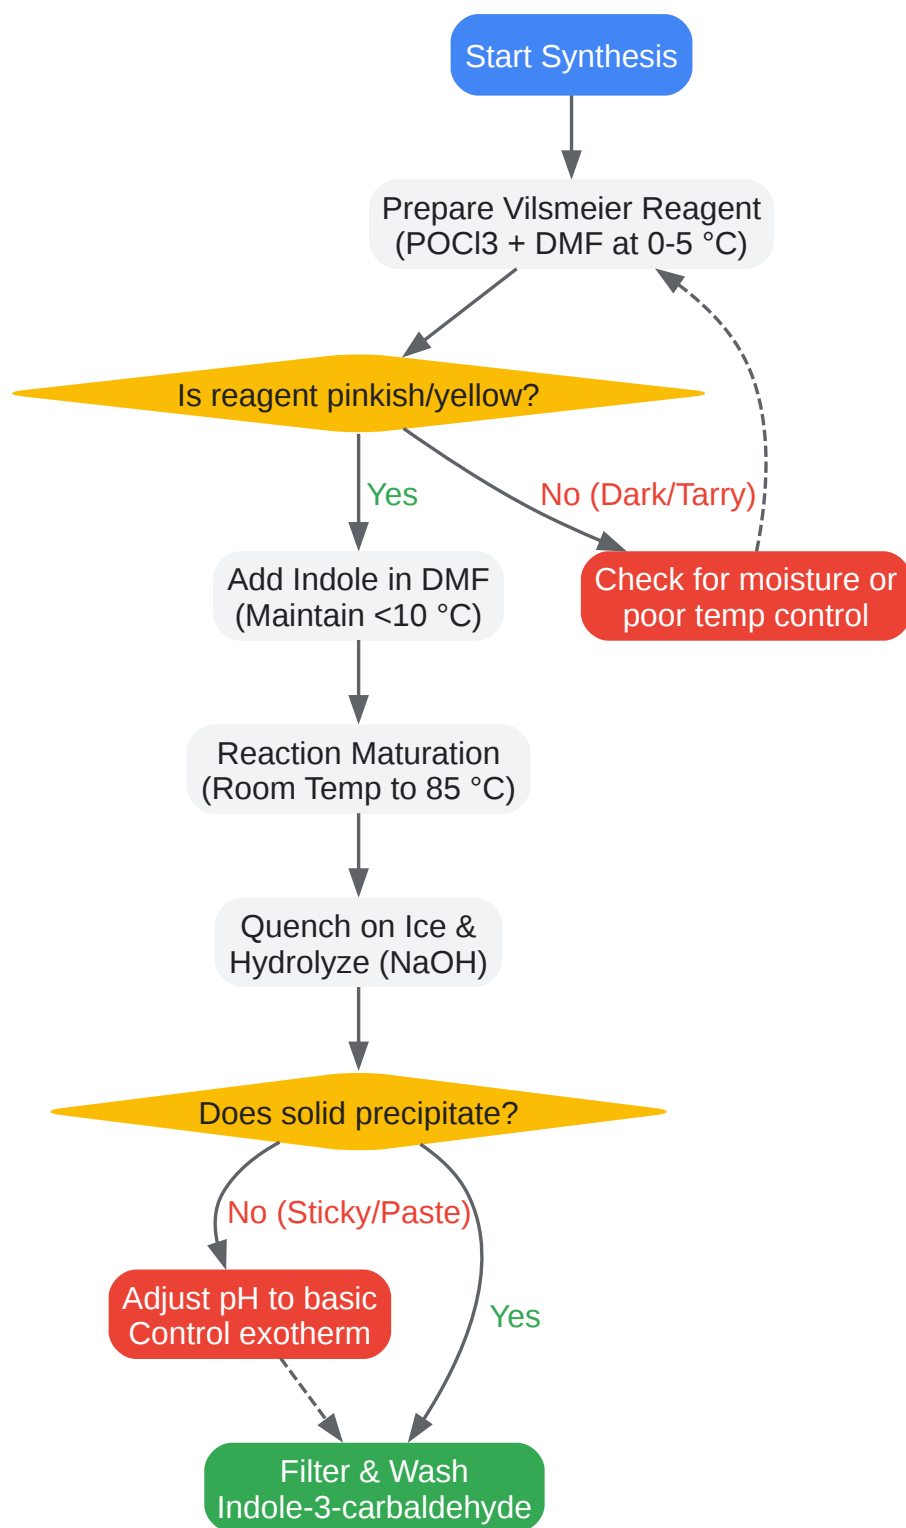 Start Synthesis
Prepare Vilsmeier Reagent
(POCl3 + DMF at 0-5 °C)
Is reagent pinkish/yellow?
Yes
No (Dark/Tarry)
Add Indole in DMF
(Maintain <10 °C)
Check for moisture or
poor temp control
Reaction Maturation
(Room Temp to 85 °C)
Quench on Ice &
Hydrolyze (NaOH)
Does solid precipitate?
No (Sticky/Paste)
Adjust pH to basic
Control exotherm
Yes
Filter & Wash
Indole-3-carbaldehyde